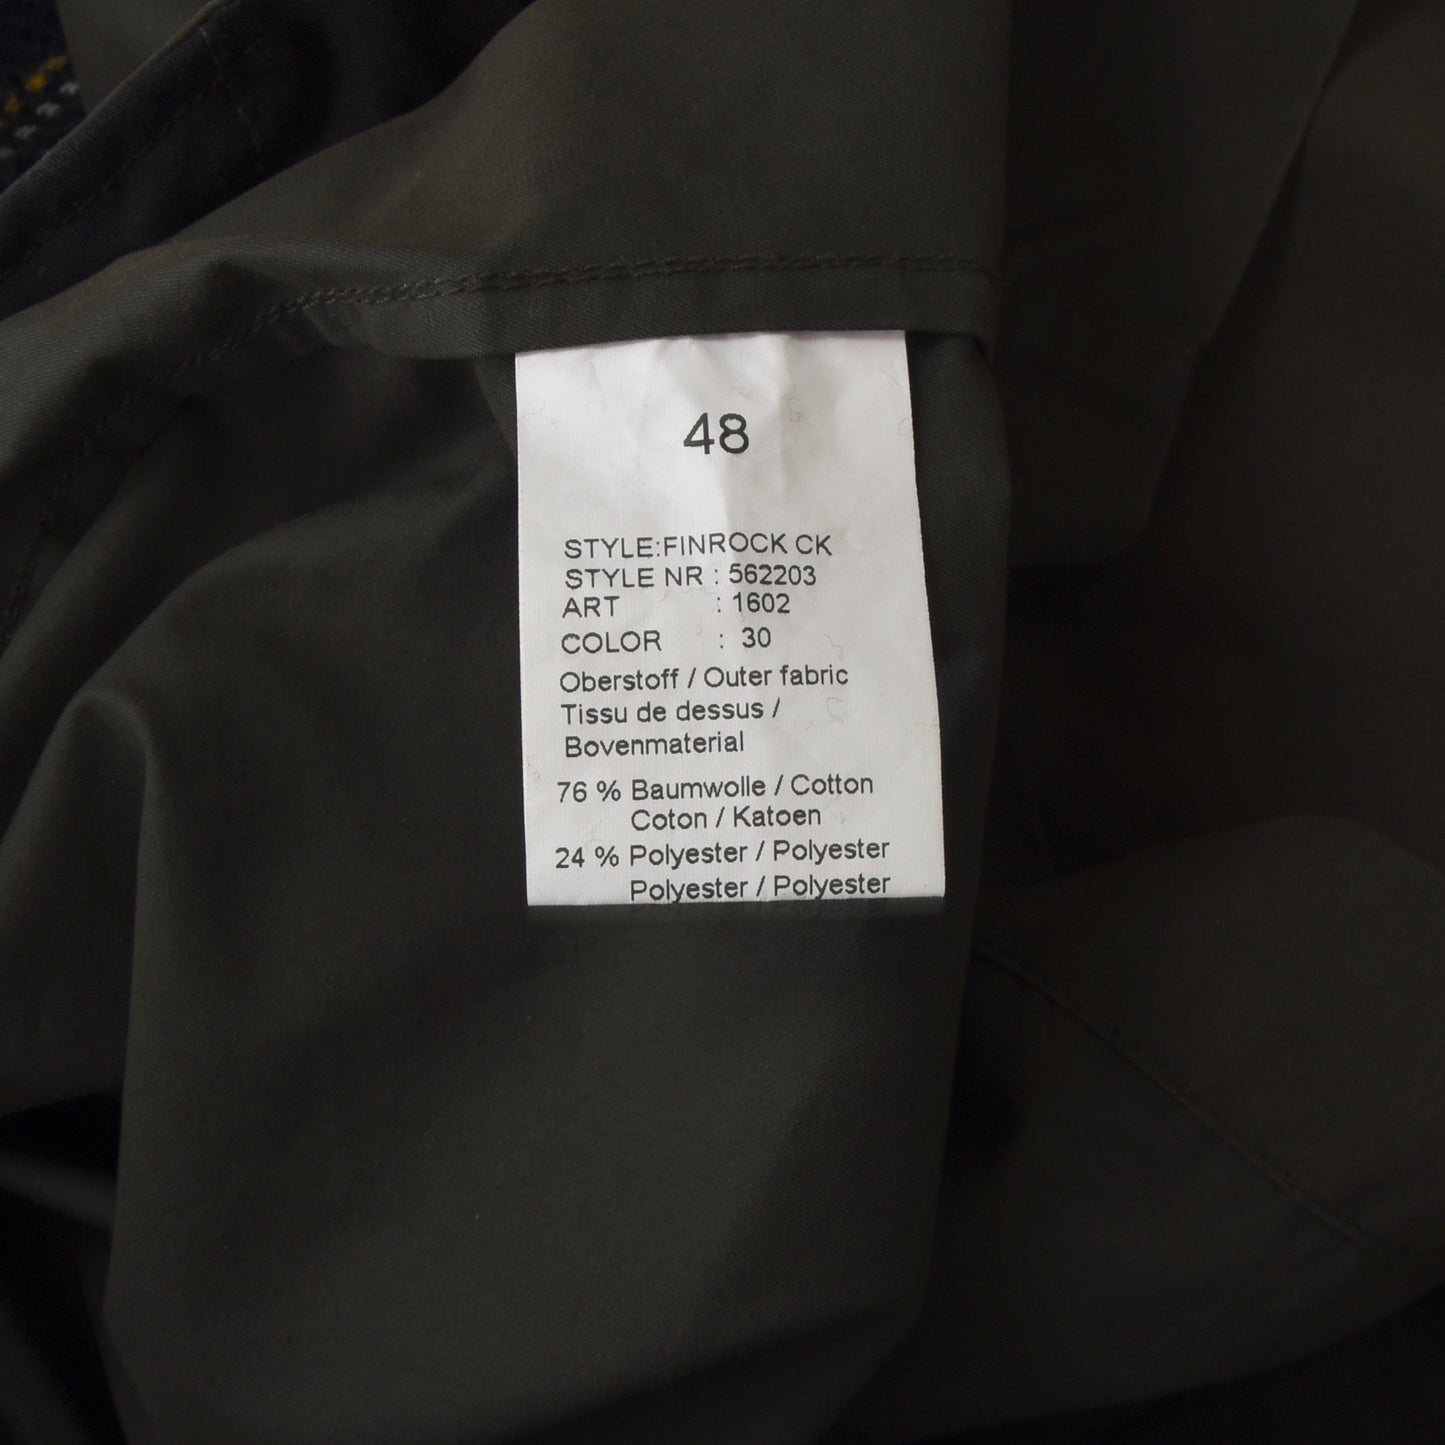 48
STYLE:FINROCK CK
STYLE NR : 562203
ART : 1602
COLOR : 30
Oberstoff / Outer fabric
Tissu de dessus /
Bovenmaterial
76 % Baumwolle / Cotton
Coton / Katoen
24 % Polyester / Polyester
Polyester / Polyester